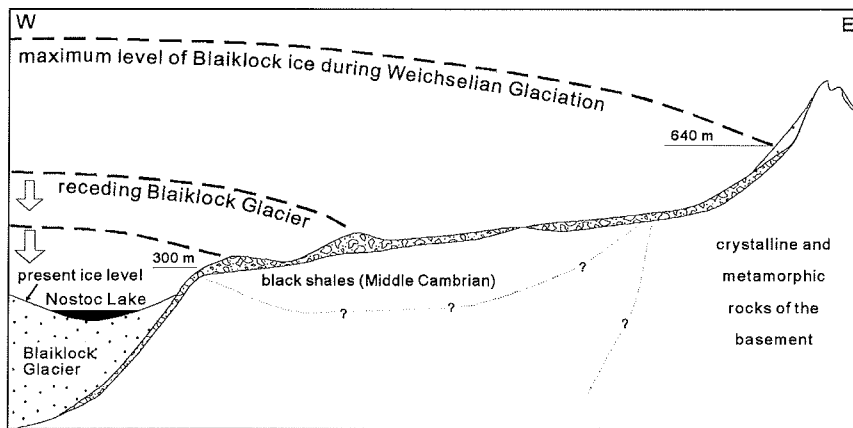 W
E
maximum level of Blaiklock ice during Weichselian Glaciation
640 m
receding Blaiklock Glacier
300 m
present ice level
Nostoc Lake
black shales (Middle Cambrian)
crystalline and
metamorphic
rocks of the
basement
?
?
?
?
Blaiklock
Glacier